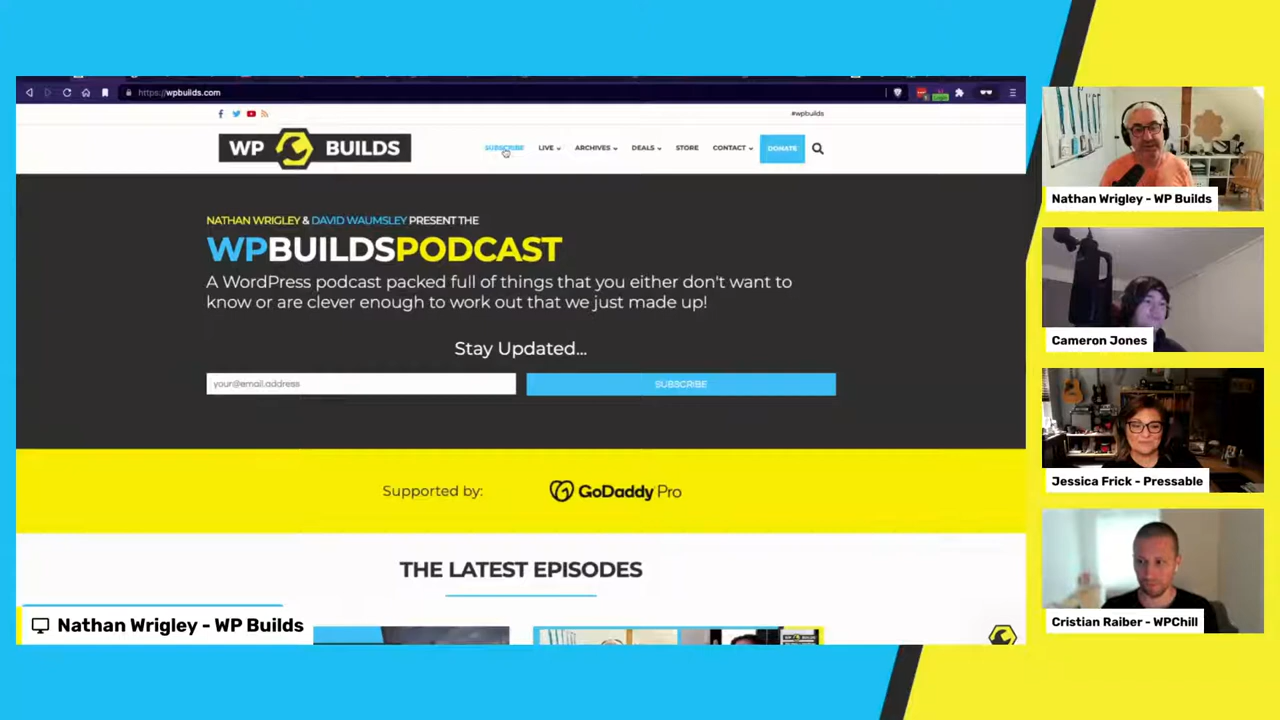 https://wpbuilds.com
#wpbuilds
WP BUILDS
SUBSCRIBE LIVE ARCHIVES DEALS STORE CONTACT DONATE
NATHAN WRIGLEY & DAVID WAUMSLEY PRESENT THE
WPBUILDSPODCAST
A WordPress podcast packed full of things that you either don't want to
know or are clever enough to work out that we just made up!
Stay Updated...
your@email.address SUBSCRIBE
Supported by: GoDaddy Pro
THE LATEST EPISODES
Nathan Wrigley - WP Builds
Nathan Wrigley - WP Builds
Cameron Jones
Jessica Frick - Pressable
Cristian Raiber - WPChill